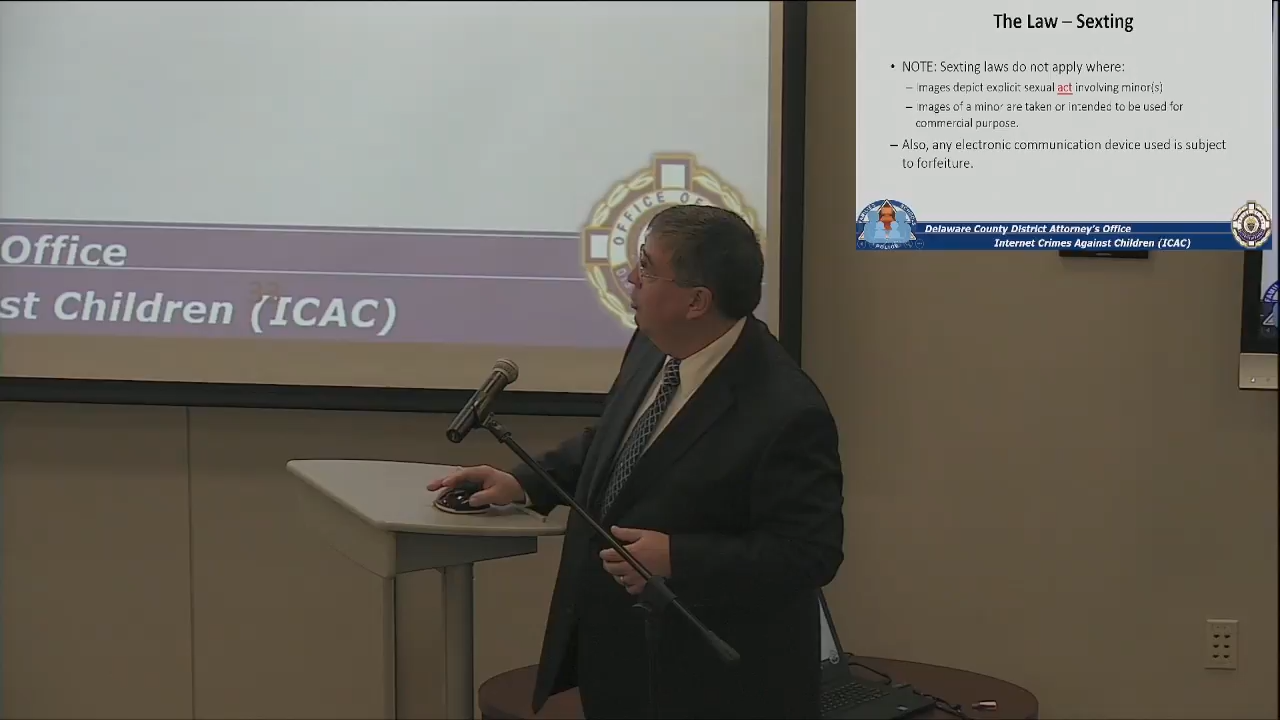 The Law – Sexting
• NOTE: Sexting laws do not apply where:
– Images depict explicit sexual act involving minor(s)
– Images of a minor are taken or intended to be used for
commercial purpose.
– Also, any electronic communication device used is subject
to forfeiture.
Delaware County District Attorney's Office
Internet Crimes Against Children (ICAC)
Office
st Children (ICAC)
OFFICE OF